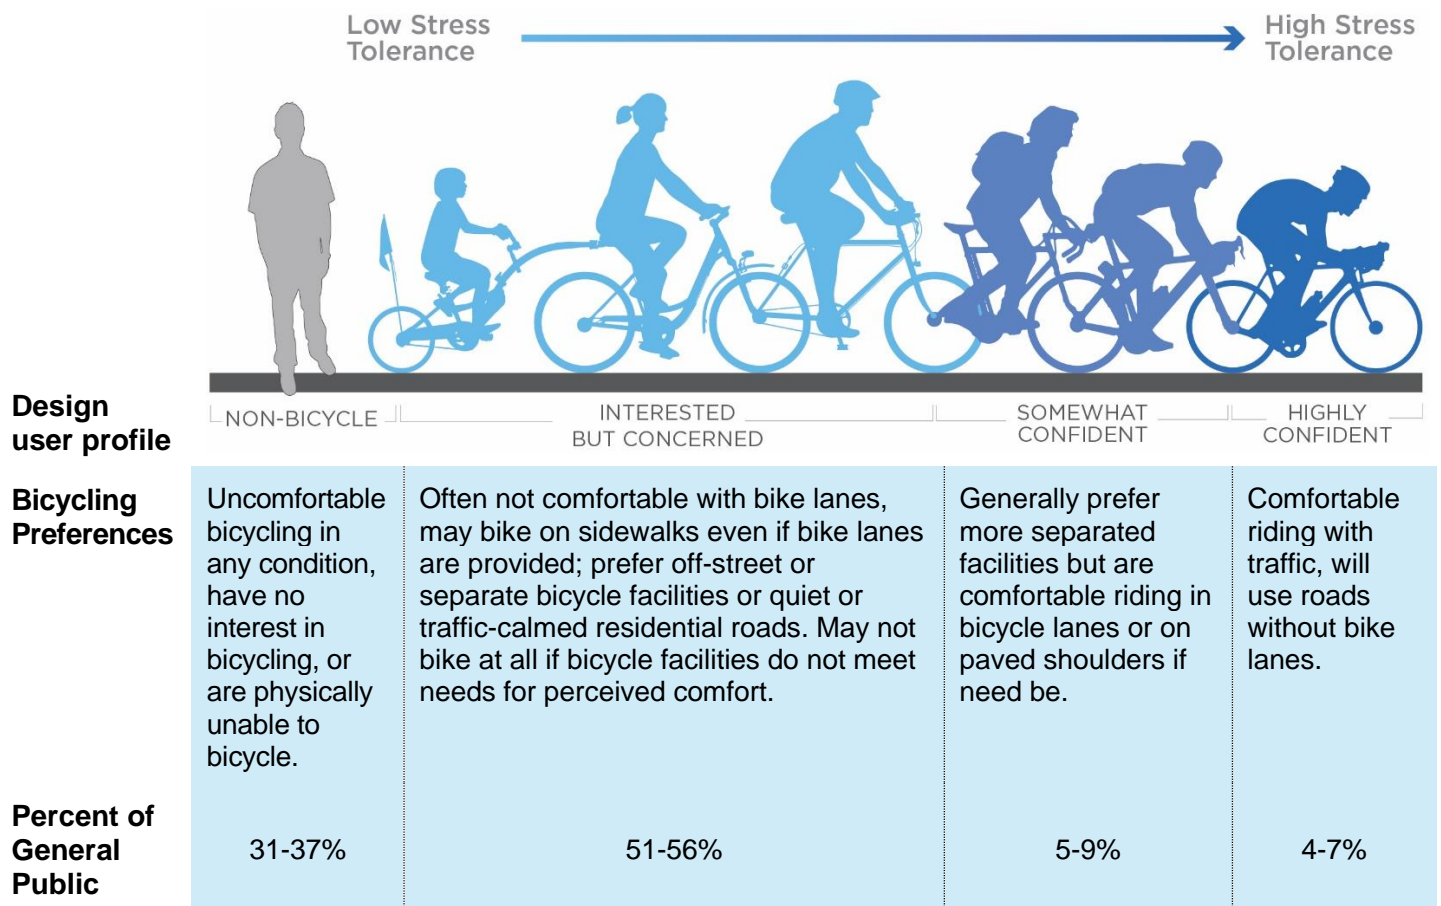 Low Stress
Tolerance
High Stress
Tolerance
Design
user profile
NON-BICYCLE
INTERESTED
BUT CONCERNED
SOMEWHAT
CONFIDENT
HIGHLY
CONFIDENT
Bicycling
Preferences
Uncomfortable
bicycling in
any condition,
have no
interest in
bicycling, or
are physically
unable to
bicycle.
Often not comfortable with bike lanes,
may bike on sidewalks even if bike lanes
are provided; prefer off-street or
separate bicycle facilities or quiet or
traffic-calmed residential roads. May not
bike at all if bicycle facilities do not meet
needs for perceived comfort.
Generally prefer
more separated
facilities but are
comfortable riding in
bicycle lanes or on
paved shoulders if
need be.
Comfortable
riding with
traffic, will
use roads
without bike
lanes.
Percent of
General
Public
31-37%
51-56%
5-9%
4-7%